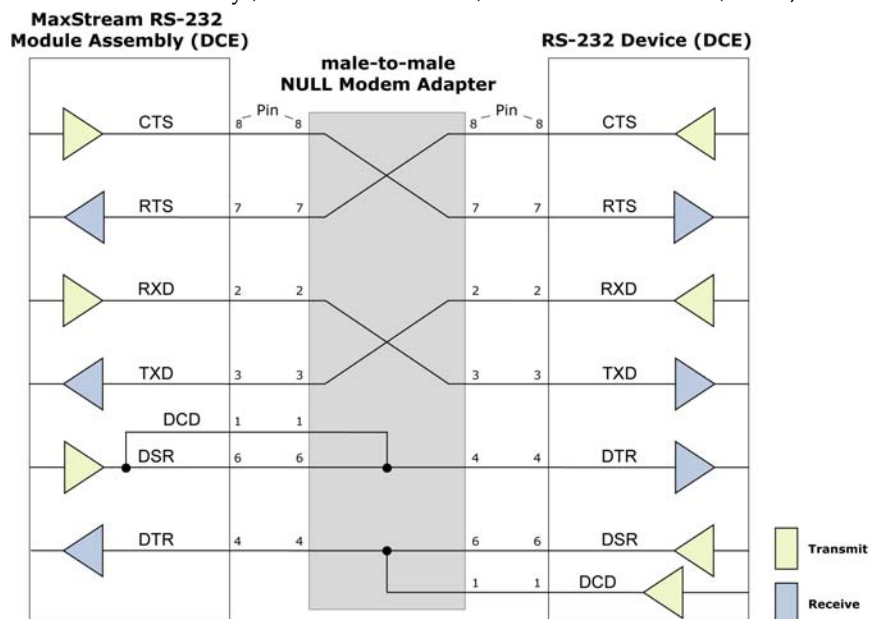 MaxStream RS-232
Module Assembly (DCE)
RS-232 Device (DCE)
male-to-male
NULL Modem Adapter
CTS 8 Pin 8 8 Pin 8 CTS
RTS 7 7 7 7 RTS
RXD 2 2 2 2 RXD
TXD 3 3 3 3 TXD
DCD 1 1
DSR 6 6 4 4 DTR
DTR 4 4 6 6 DSR
1 1 DCD
Transmit
Receive